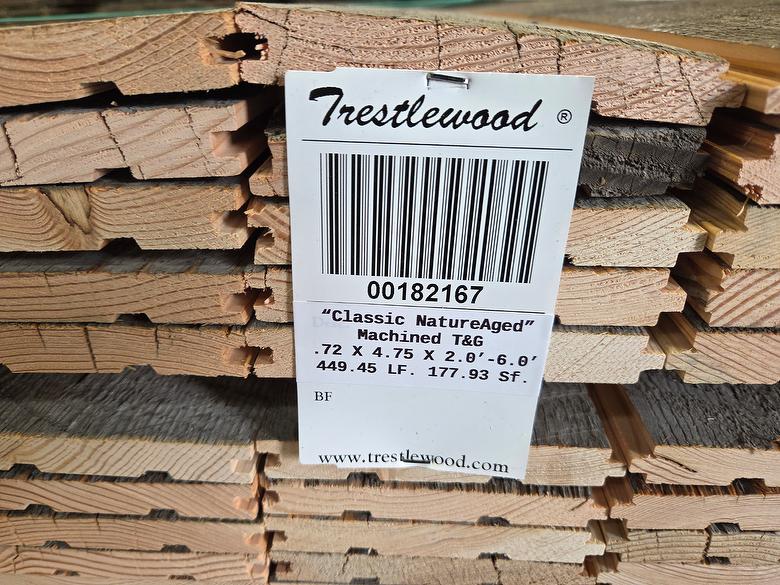 Trestlewood ®
00182167
“Classic NatureAged”
Machined T&G
.72 X 4.75 X 2.0′-6.0′
449.45 LF. 177.93 Sf.
BF
www.trestlewood.com